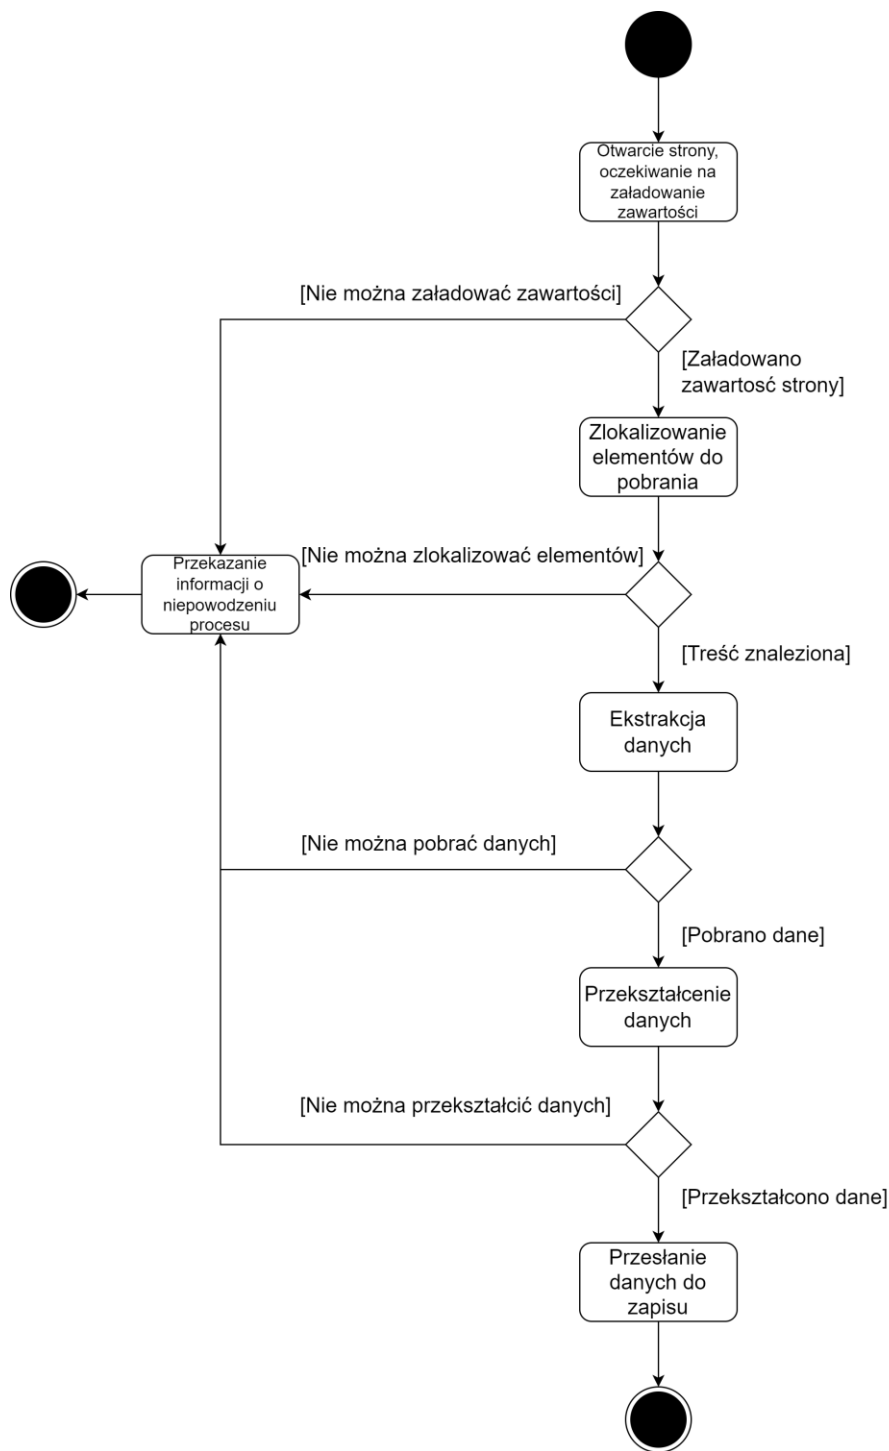 Otwarcie strony,
oczekiwanie na
załadowanie
zawartości
[Nie można załadować zawartości]
[Załadowano
zawartosć strony]
Zlokalizowanie
elementów do
pobrania
[Nie można zlokalizować elementów]
Przekazanie
informacji o
niepowodzeniu
procesu
[Treść znaleziona]
Ekstrakcja
danych
[Nie można pobrać danych]
[Pobrano dane]
Przekształcenie
danych
[Nie można przekształcić danych]
[Przekształcono dane]
Przesłanie
danych do
zapisu